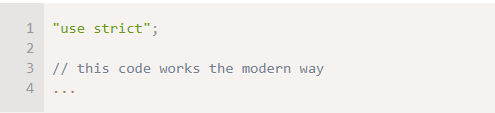 1 "use strict";
2
3 // this code works the modern way
4 ...